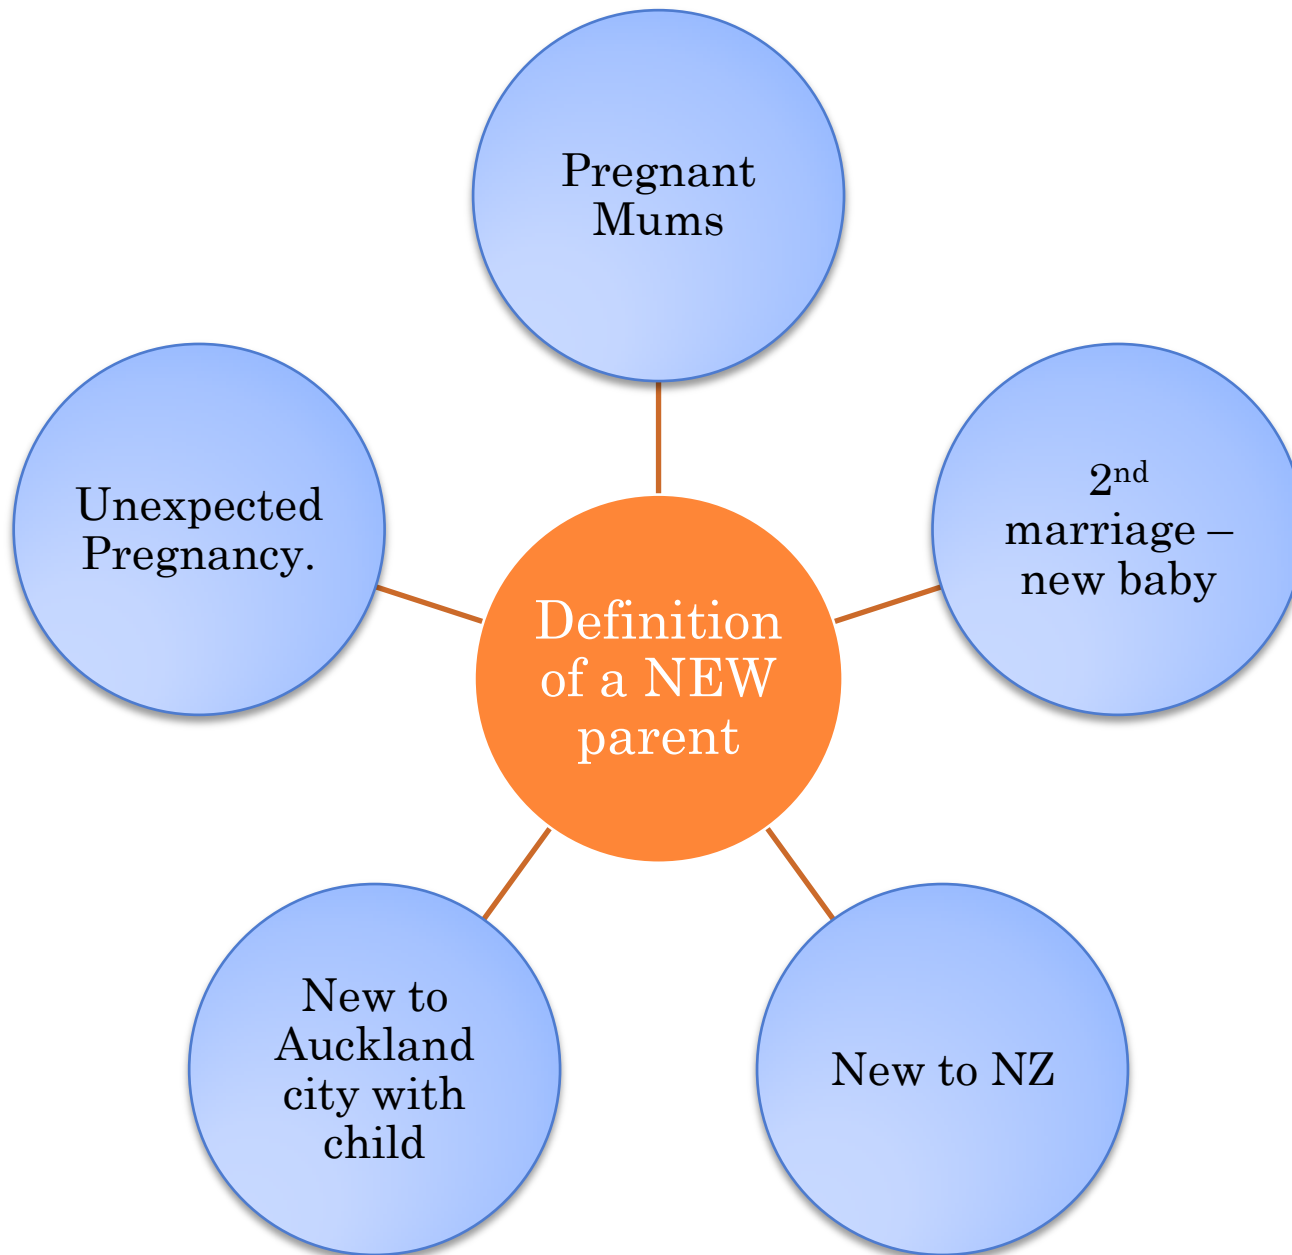 Pregnant
Mums
2nd
marriage –
new baby
New to NZ
New to
Auckland
city with
child
Unexpected
Pregnancy.
Definition
of a NEW
parent